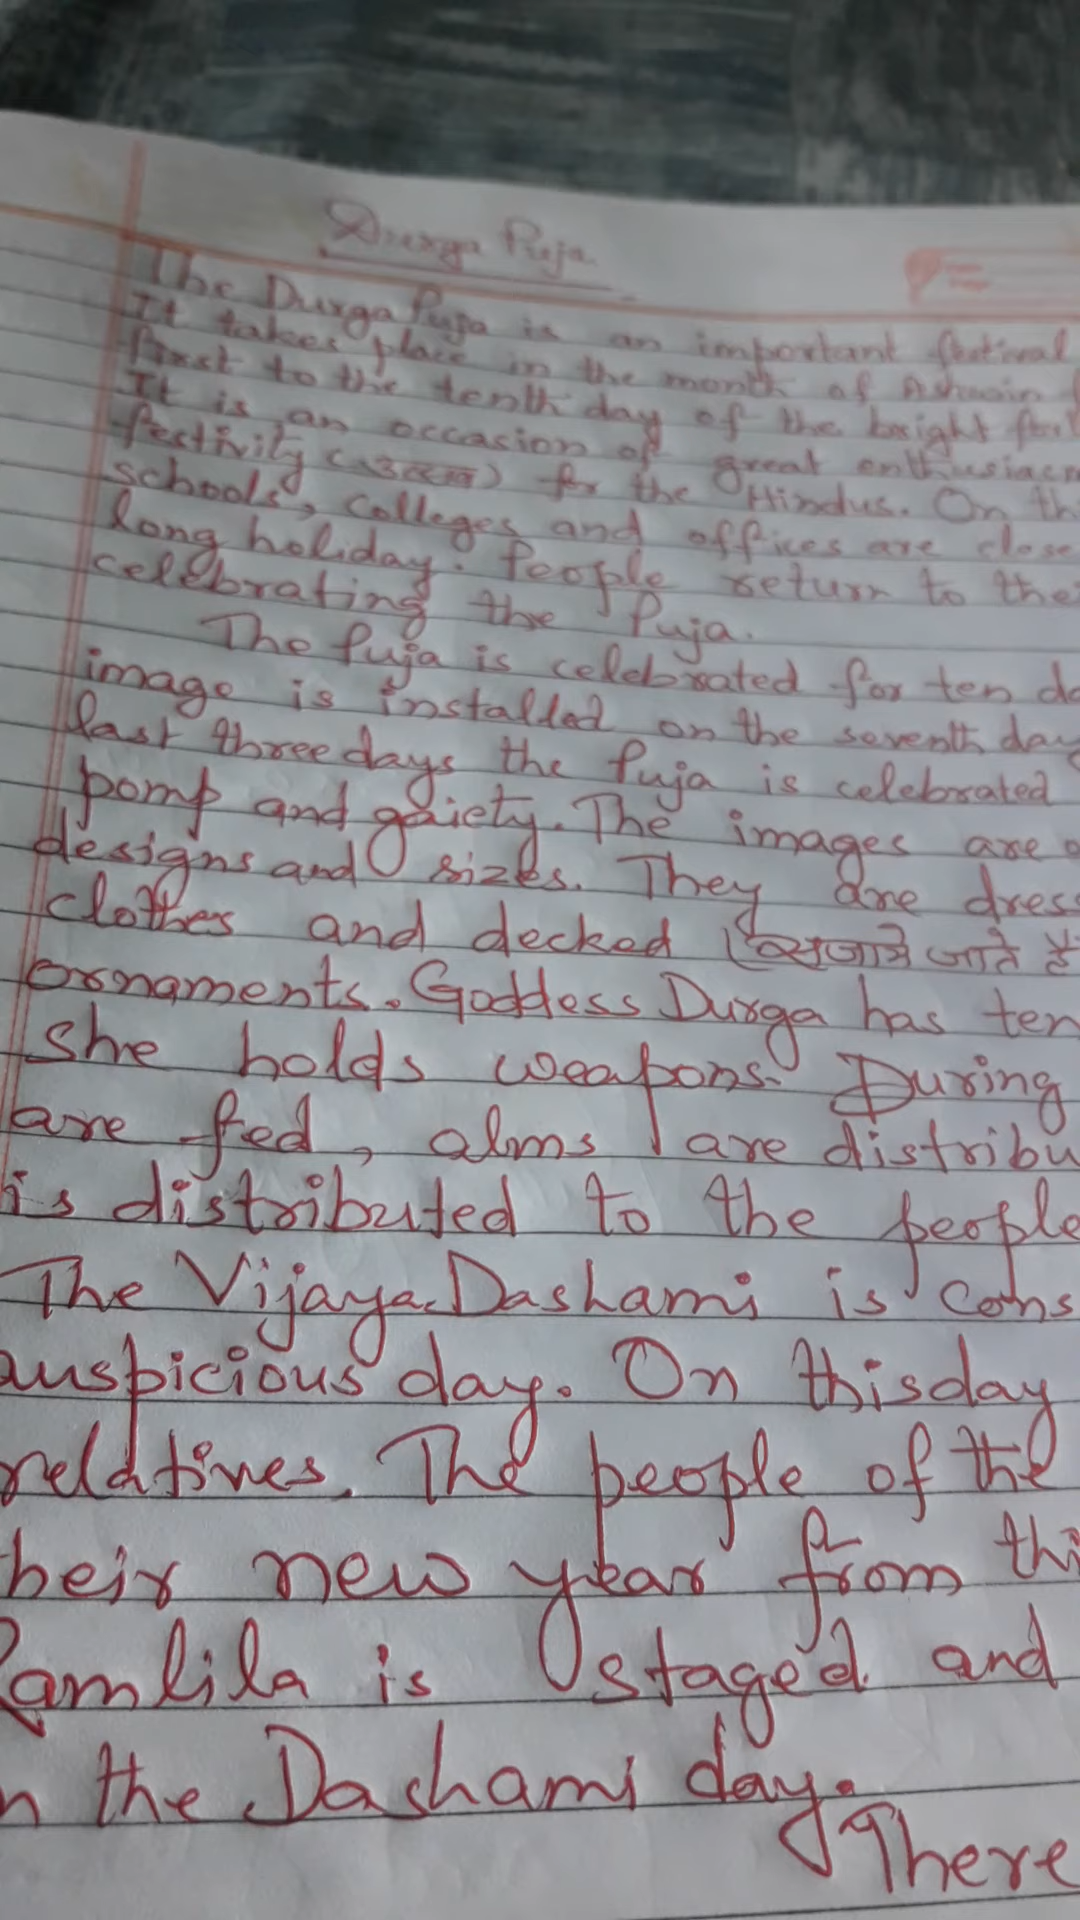 Durga Puja
The Durga Puja is an important festival
It takes place in the month of Ashwin
first to the tenth day of the bright
It is an occasion of great enthusiasm
festivity (उत्सव) for the Hindus. On th
schools, colleges and offices are close
long holiday. People return to the
celebrating the Puja.
The Puja is celebrated for ten da
image is installed on the seventh day
last three days the Puja is celebrated
pomp and gaiety. The images are o
designs and sizes. They are dress
clothes and decked (सजाये जाते है
ornaments. Goddess Durga has ten
she holds weapons. During
are fed, alms are distribu
is distributed to the people
The Vijaya Dashami is cons
auspicious day. On thisday
relatives. The people of the
heir new year from thi
Ramlila is staged and
n the Dashami day.
There